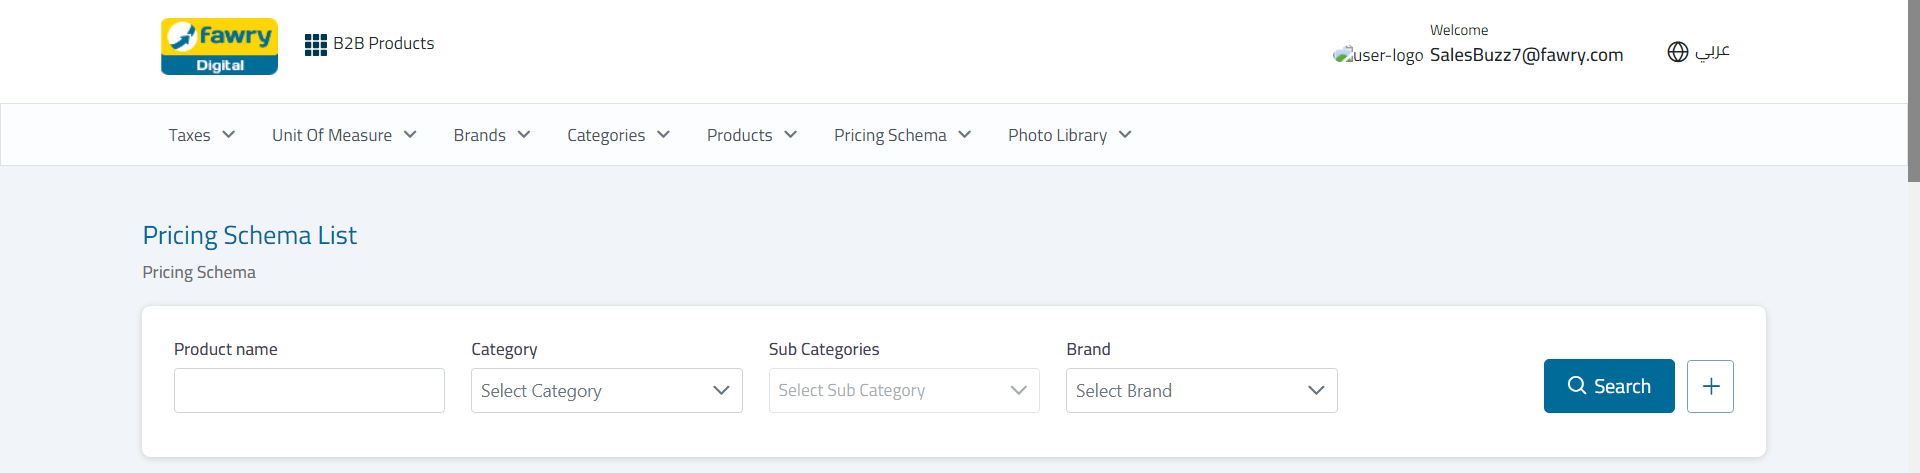 fawry
Digital
B2B Products
Welcome
user-logo SalesBuzz7@fawry.com
عربي
Taxes Unit Of Measure Brands Categories Products Pricing Schema Photo Library
Pricing Schema List
Pricing Schema
Product name Category Sub Categories Brand
Select Category Select Sub Category Select Brand Search +